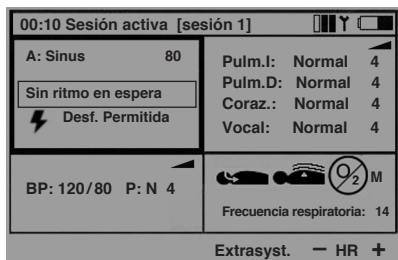 00:10 Sesión activa [sesión 1]
A: Sinus 80
Sin ritmo en espera
Desf. Permitida
Pulm.I: Normal 4
Pulm.D: Normal 4
Coraz.: Normal 4
Vocal: Normal 4
BP: 120/80 P: N 4
O2 M
Frecuencia respiratoria: 14
Extrasyst. − HR +